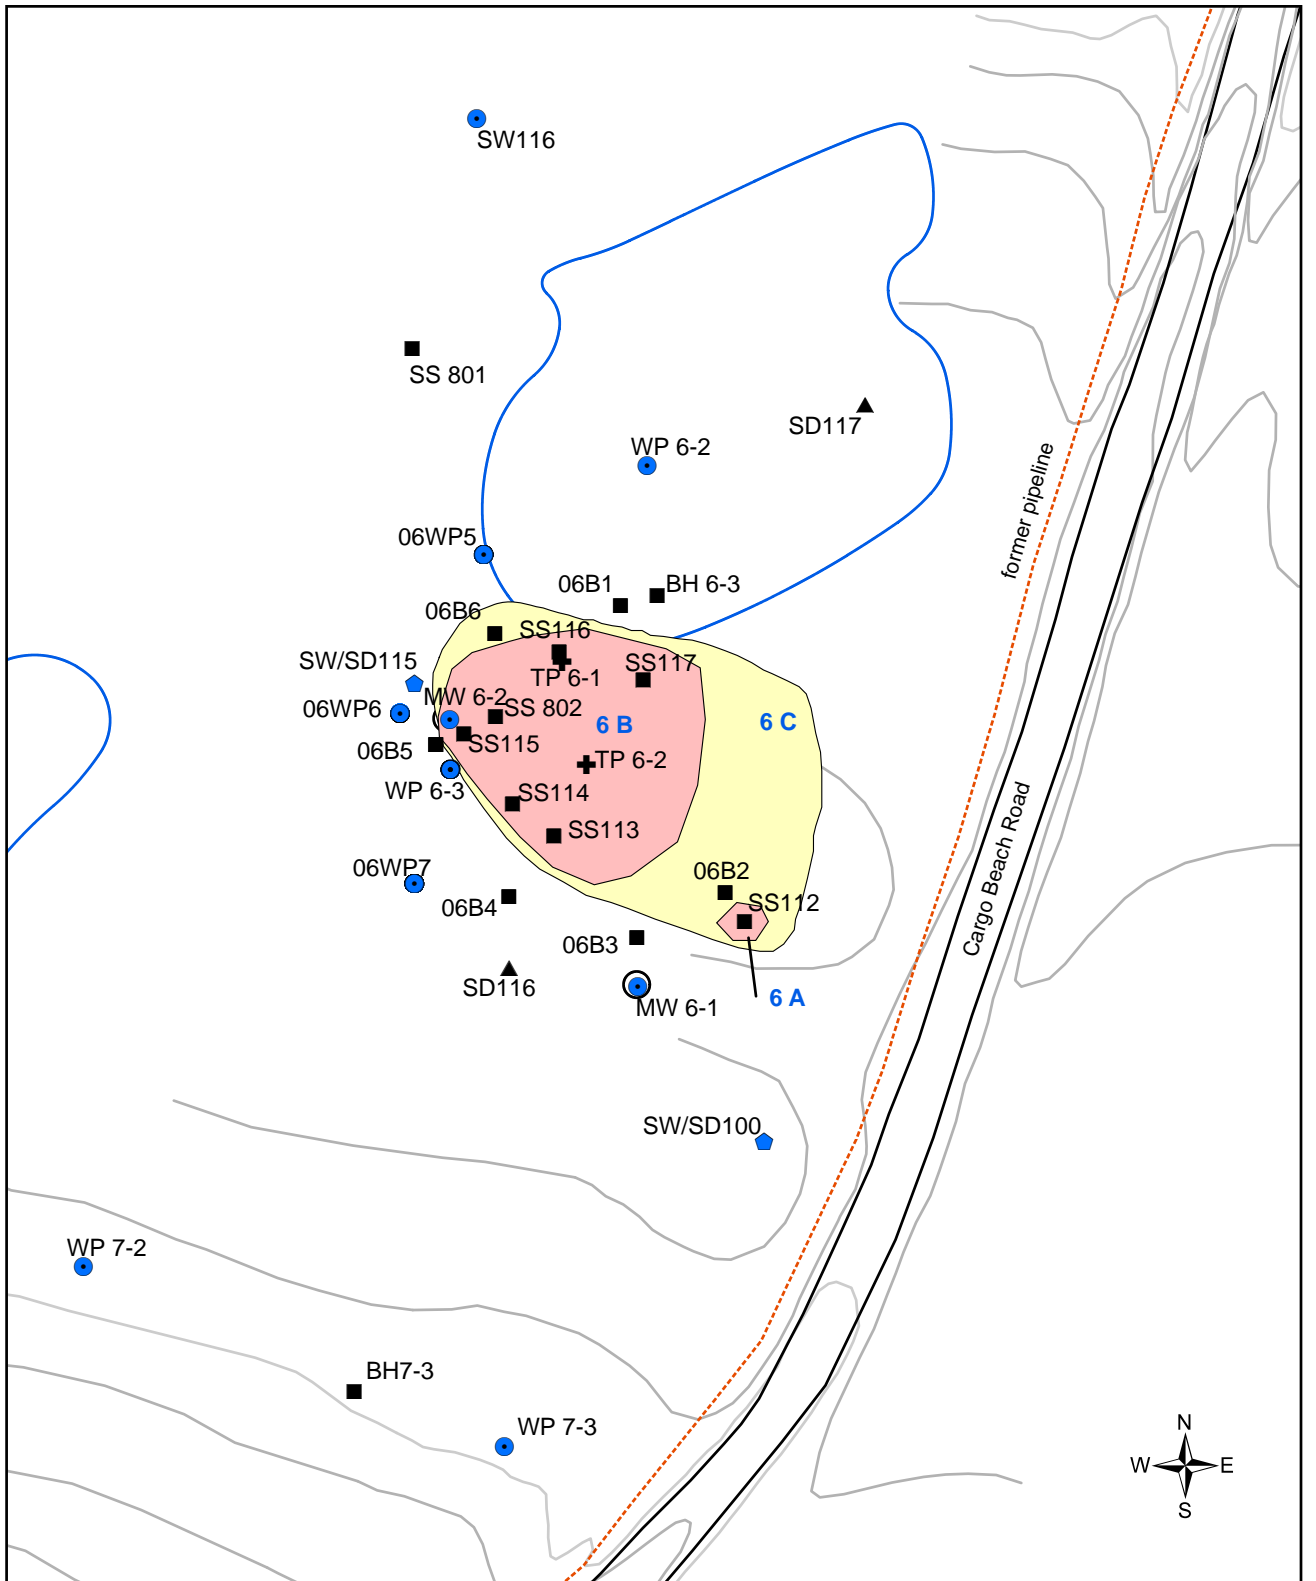 SW116
SS 801
SD117
WP 6-2
former pipeline
06WP5
06B1
BH 6-3
06B6
SS116
SW/SD115
TP 6-1
SS117
MW 6-2
06WP6
SS 802
6 B
6 C
06B5
SS115
TP 6-2
WP 6-3
SS114
SS113
Cargo Beach Road
06WP7
06B2
06B4
SS112
06B3
SD116
6 A
MW 6-1
SW/SD100
WP 7-2
BH7-3
WP 7-3
N
W E
S